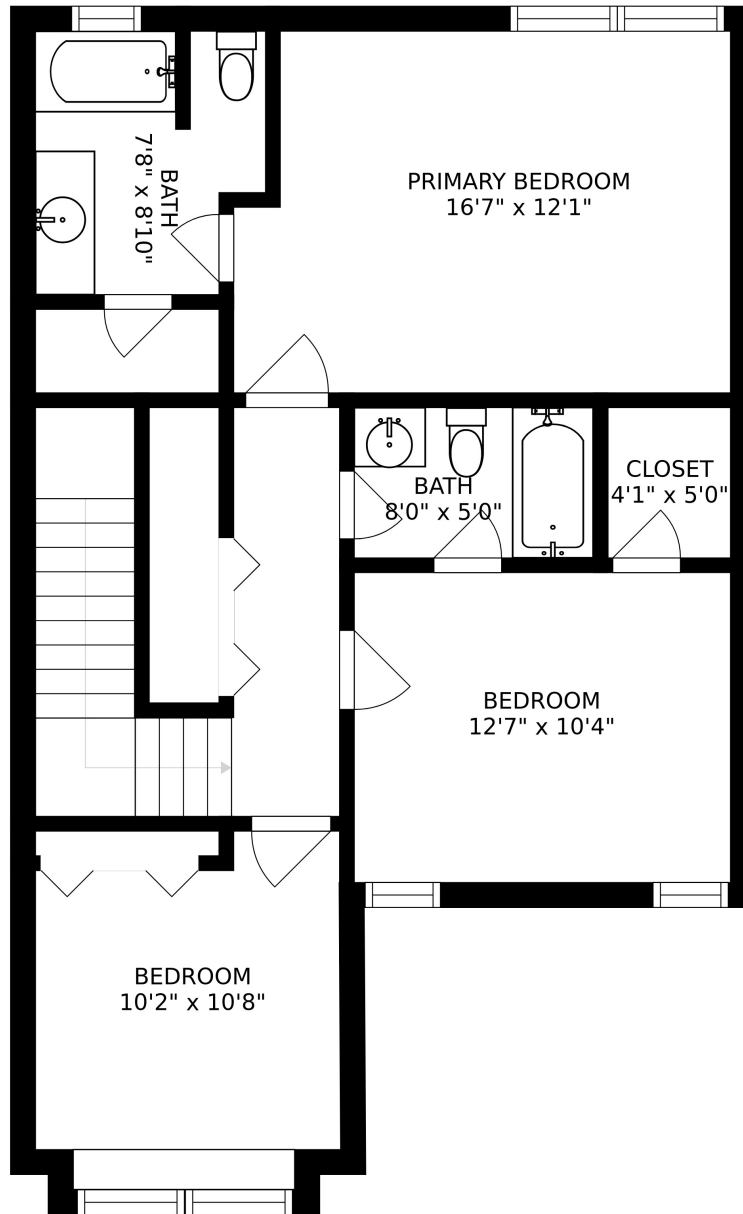 BATH
7'8" x 8'10"
PRIMARY BEDROOM
16'7" x 12'1"
BATH
8'0" x 5'0"
CLOSET
4'1" x 5'0"
BEDROOM
12'7" x 10'4"
BEDROOM
10'2" x 10'8"